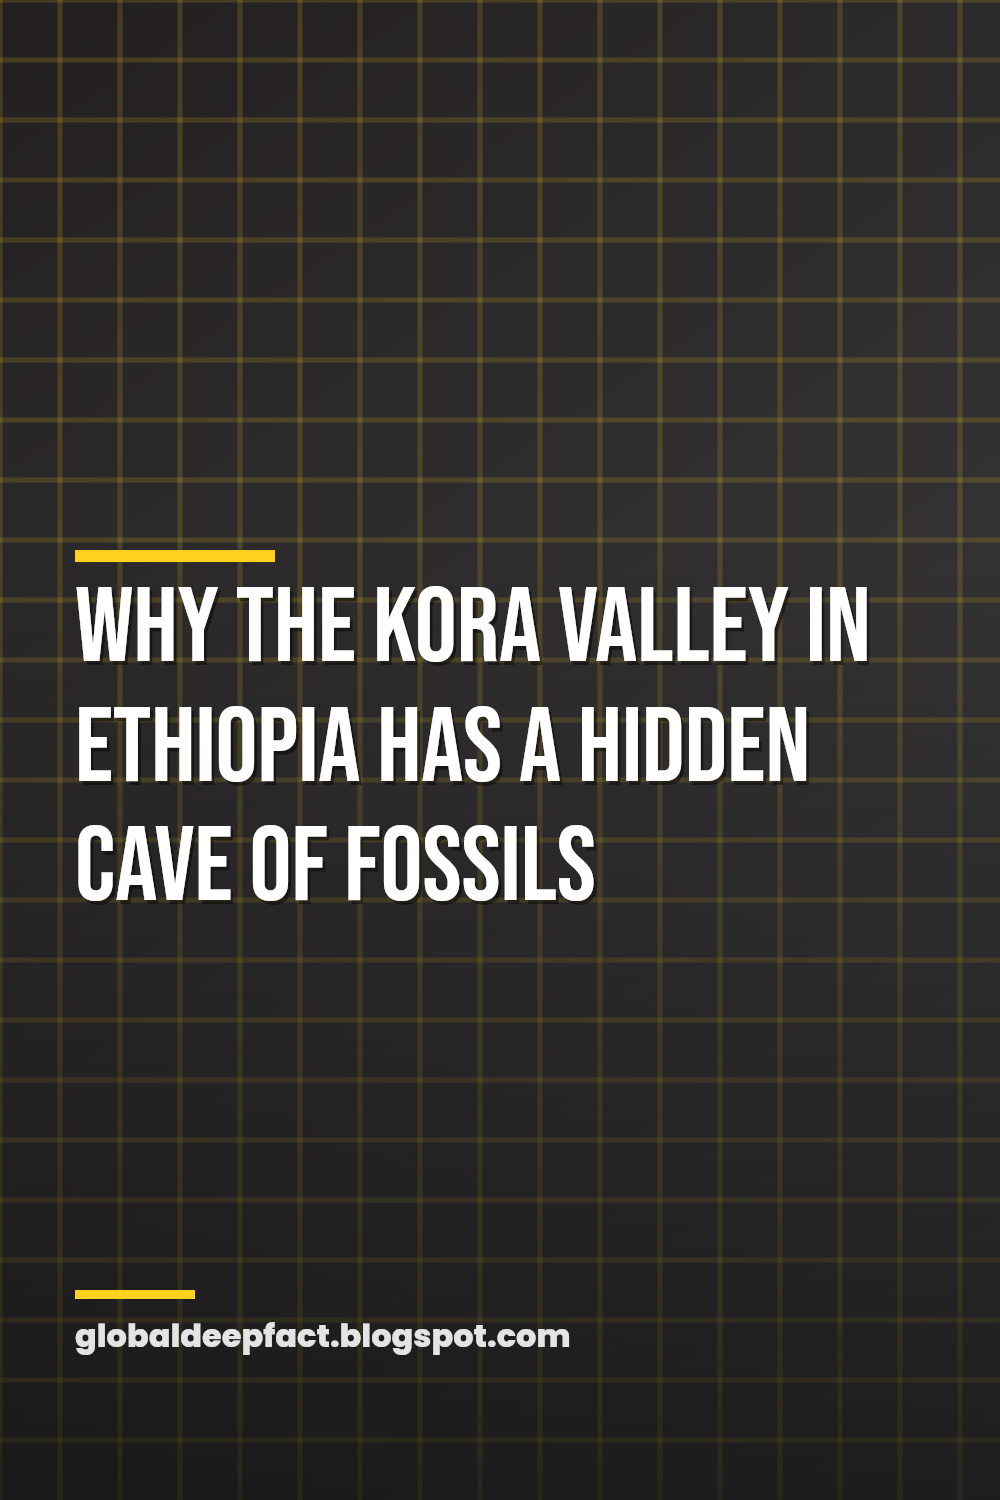 WHY THE KORA VALLEY IN
ETHIOPIA HAS A HIDDEN
CAVE OF FOSSILS
globaldeepfact.blogspot.com